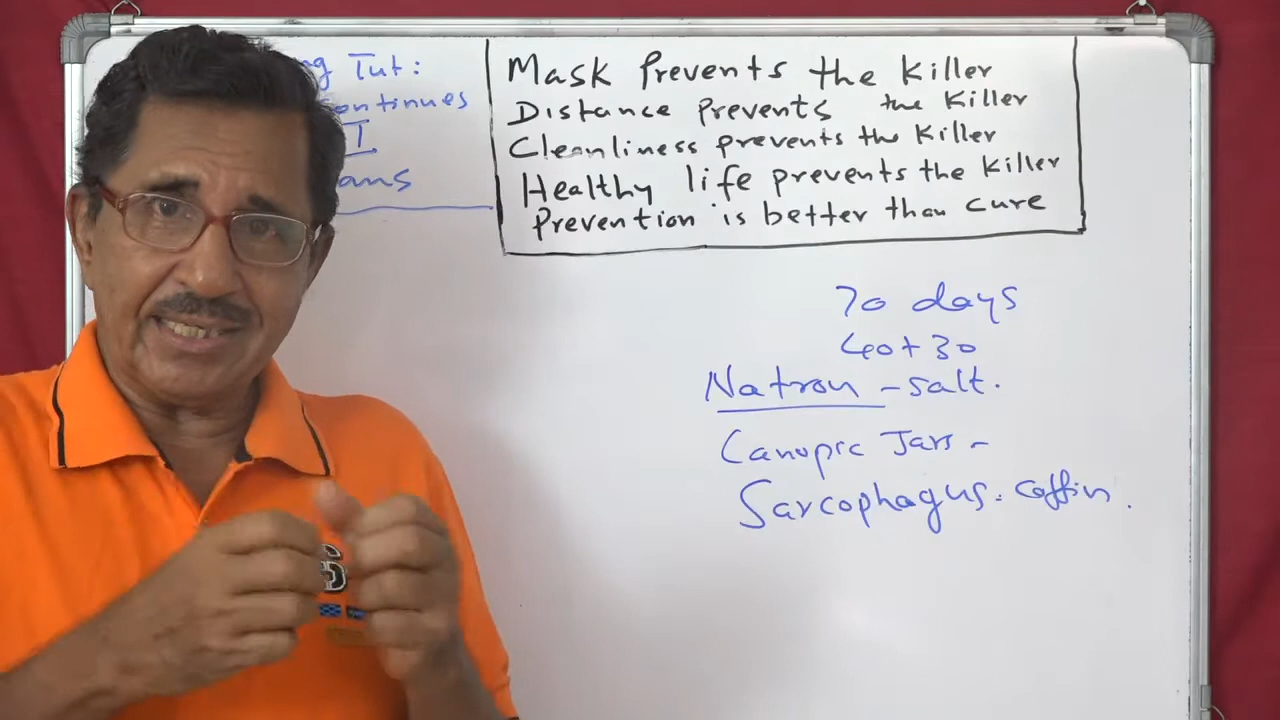 Tut:
T
Mask Prevents the Killer
Distance prevents the Killer
Cleanliness prevents the Killer
Healthy life prevents the Killer
Prevention is better than cure
70 days
40+30
Natron - salt.
Canopic Jars -
Sarcophagus = coffin.